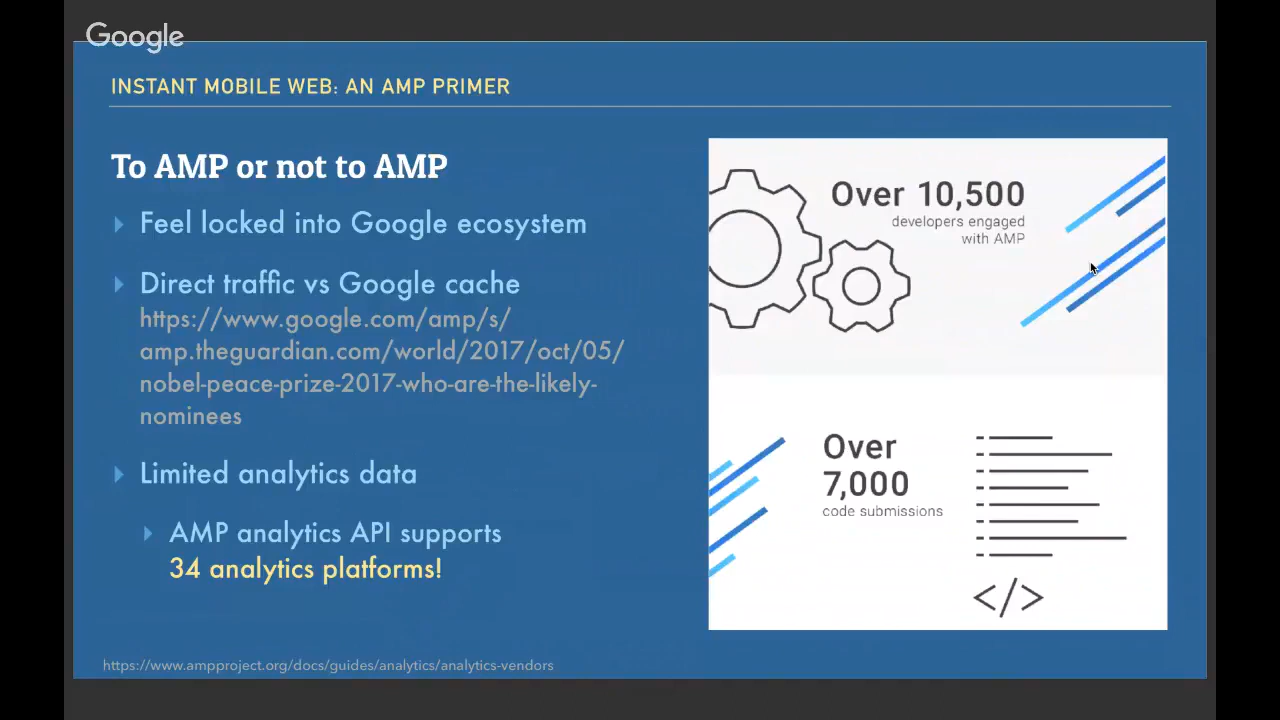 Google
INSTANT MOBILE WEB: AN AMP PRIMER
To AMP or not to AMP
Feel locked into Google ecosystem
Direct traffic vs Google cache
https://www.google.com/amp/s/
amp.theguardian.com/world/2017/oct/05/
nobel-peace-prize-2017-who-are-the-likely-
nominees
Limited analytics data
AMP analytics API supports
34 analytics platforms!
Over 10,500
developers engaged
with AMP
Over
7,000
code submissions
</>
https://www.ampproject.org/docs/guides/analytics/analytics-vendors